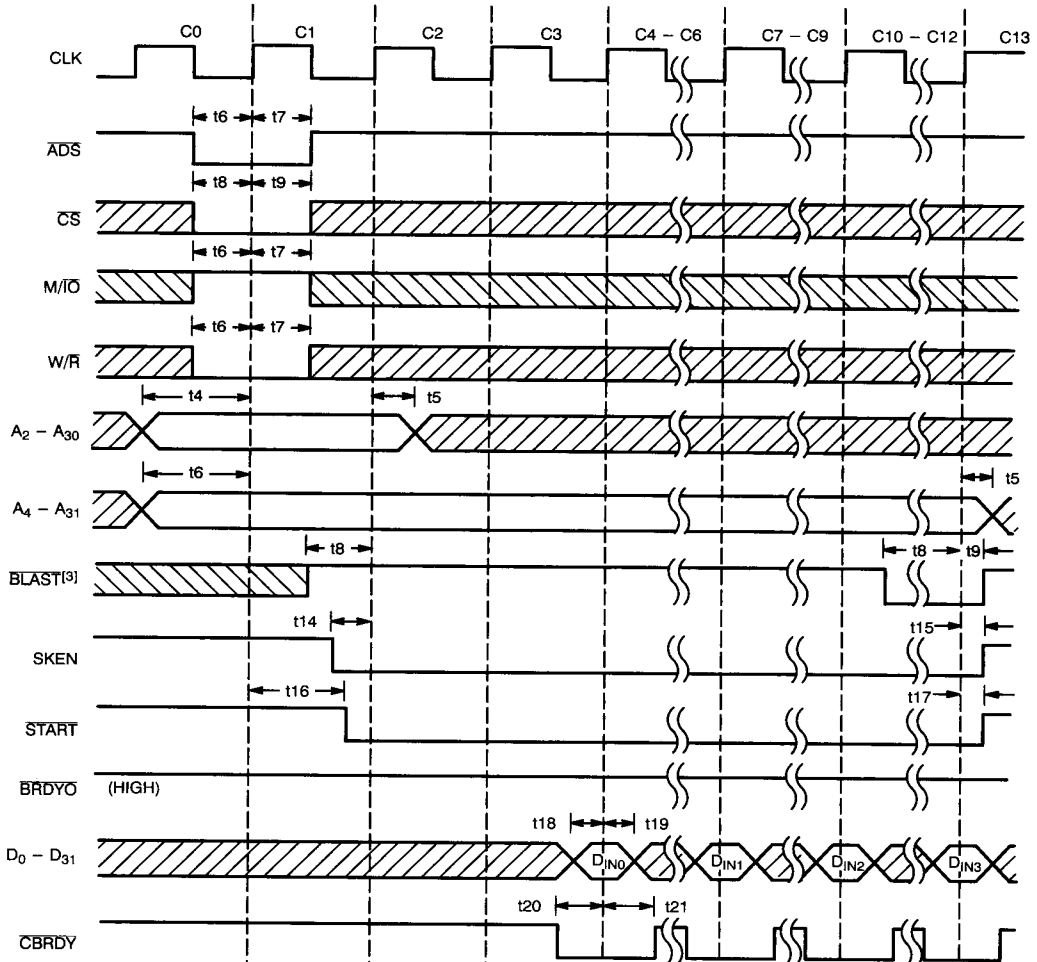 C0 C1 C2 C3 C4 – C6 C7 – C9 C10 – C12 C13
CLK
t6 t7
ADS
t8 t9
CS
t6 t7
M/IO
t6 t7
W/R
t4 t5
A2 – A30
t6 t5
A4 – A31
t8 t8 t9
BLAST[3]
t14 t15
SKEN
t16 t17
START
BRDYO (HIGH)
t18 t19
D0 – D31 DIN0 DIN1 DIN2 DIN3
t20 t21
CBRDY